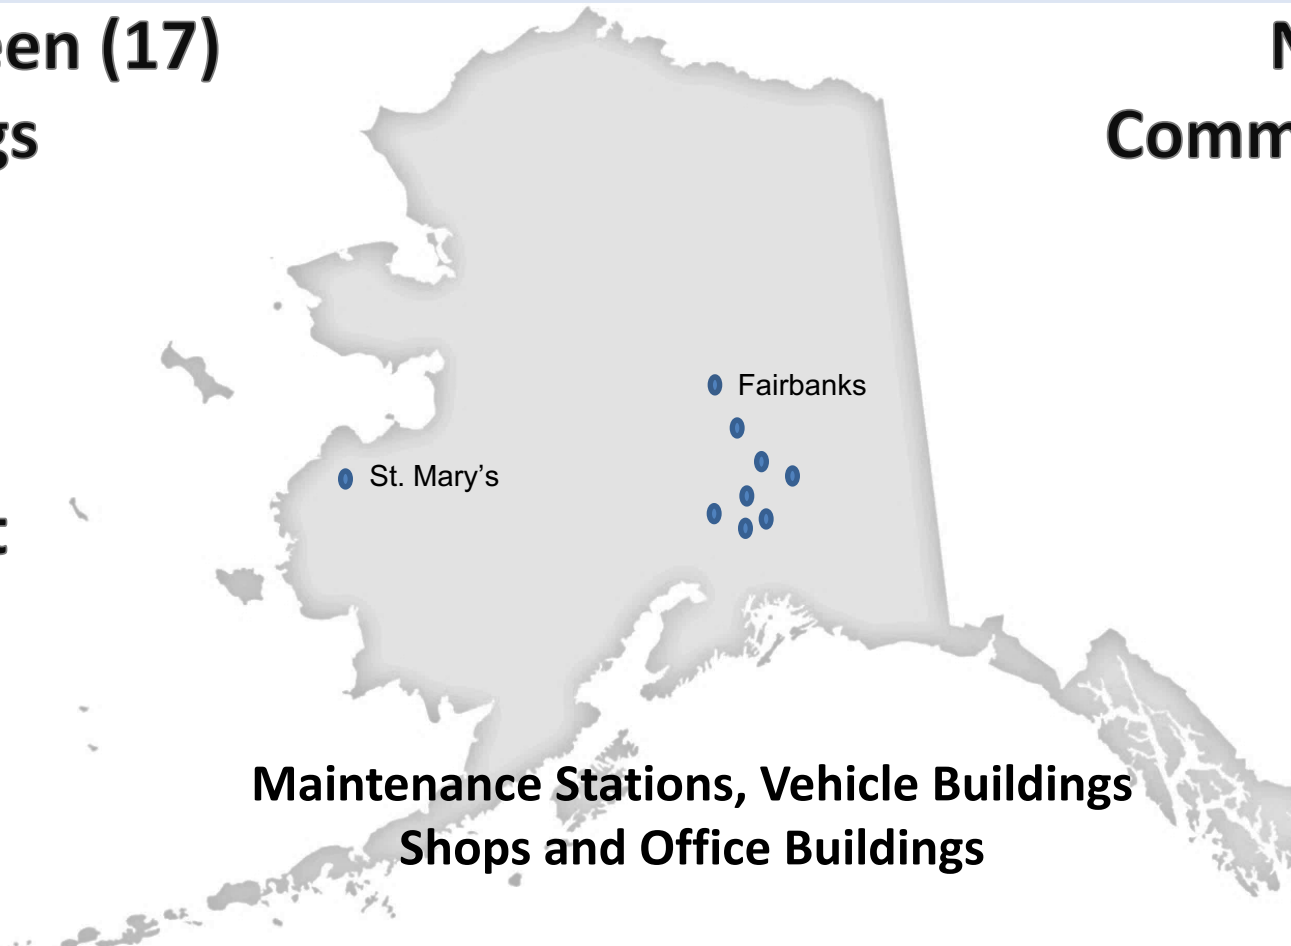 een (17)
gs
Comm
Fairbanks
St. Mary’s
t
Maintenance Stations, Vehicle Buildings
Shops and Office Buildings